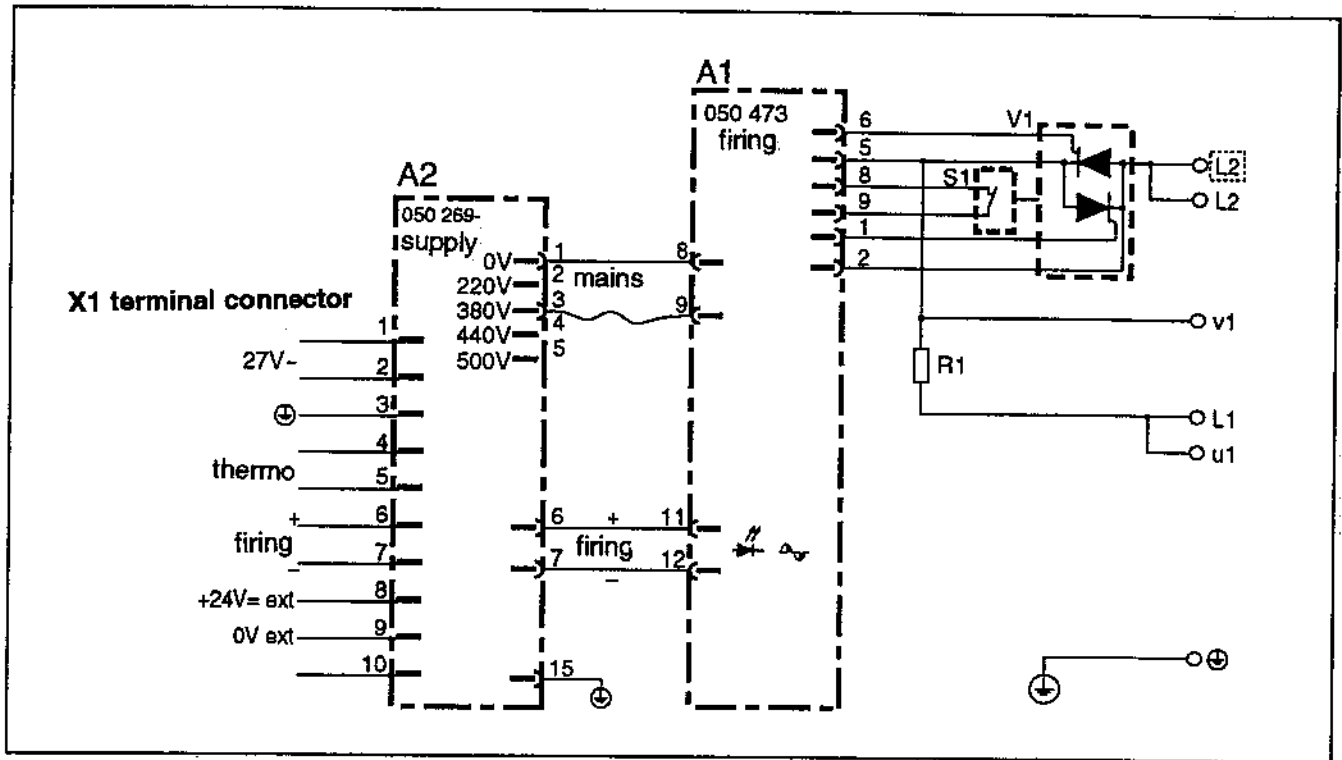 A1
050 473
firing
6
5
8
9
1
2
V1
S1
L2
L2
v1
R1
L1
u1
A2
050 269-
supply
0V
220V
380V
440V
500V
1
2
3
4
5
mains
8
9
X1 terminal connector
1
27V~
2
3
4
thermo
5
+
6
firing
7
–
+24V= ext
8
0V ext
9
10
6
+
11
firing
7
–
12
15